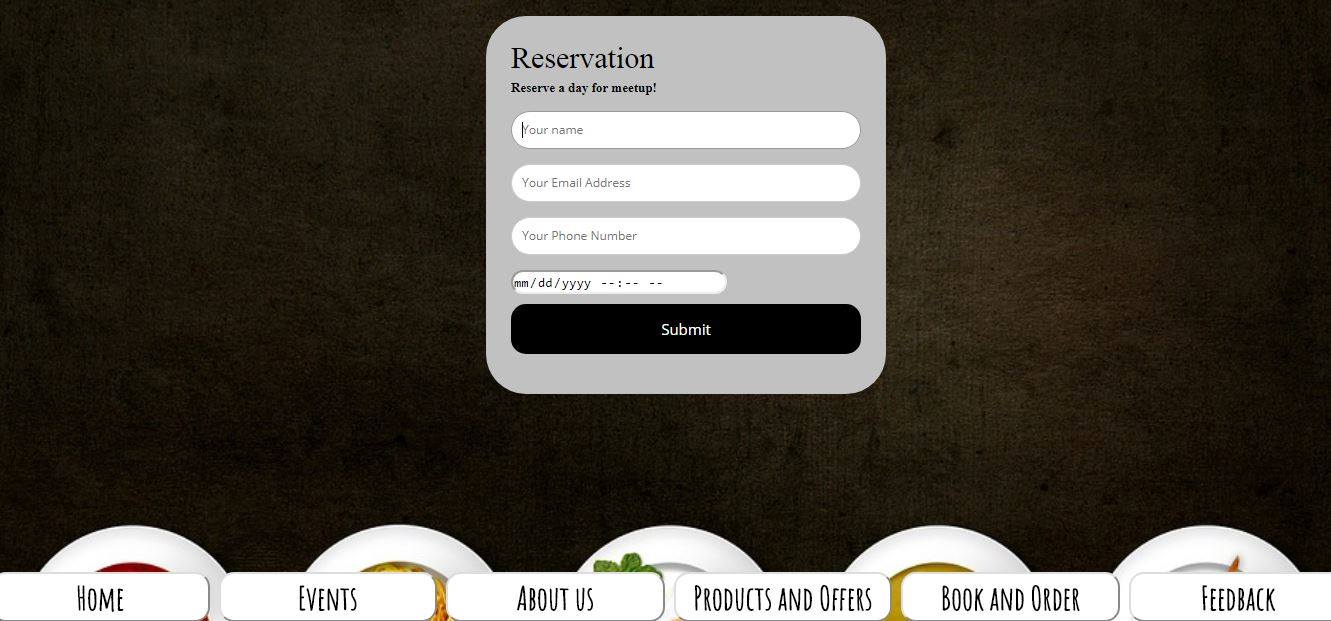 Reservation
Reserve a day for meetup!
Your name
Your Email Address
Your Phone Number
mm/dd/yyyy --:-- --
Submit
Home Events About us Products and Offers Book and Order Feedback